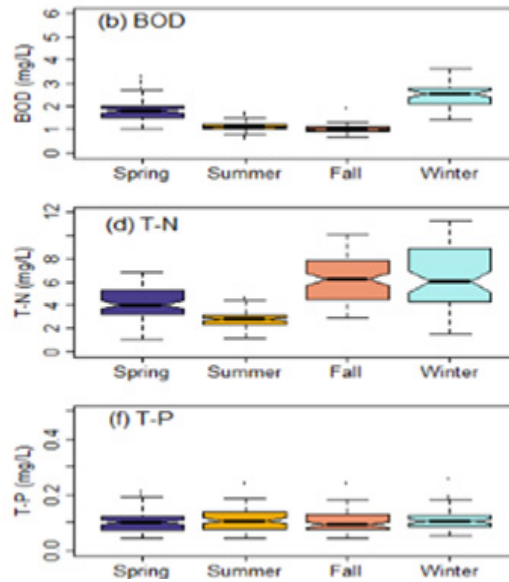 (b) BOD
BOD (mg/L)
0 1 2 3 4 5 6
Spring Summer Fall Winter
(d) T-N
T-N (mg/L)
0 2 4 6 8 12
Spring Summer Fall Winter
(f) T-P
T-P (mg/L)
0.0 0.2 0.4
Spring Summer Fall Winter